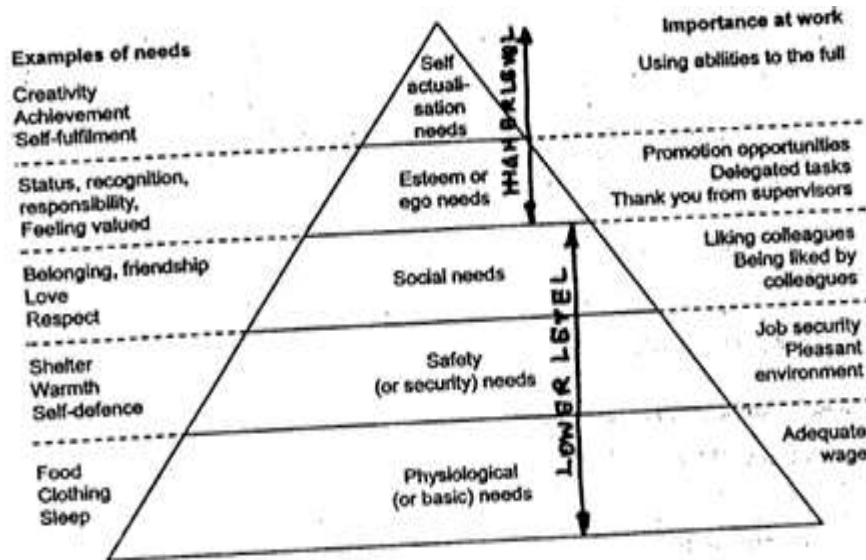 Examples of needs
Creativity
Achievement
Self-fulfilment
Status, recognition,
responsibility,
Feeling valued
Belonging, friendship
Love
Respect
Shelter
Warmth
Self-defence
Food
Clothing
Sleep
Self
actuali-
sation
needs
Esteem or
ego needs
Social needs
Safety
(or security) needs
Physiological
(or basic) needs
LOWER LEVEL
Importance at work
Using abilities to the full
Promotion opportunities
Delegated tasks
Thank you from supervisors
Liking colleagues
Being liked by
colleagues
Job security
Pleasant
environment
Adequate
wage